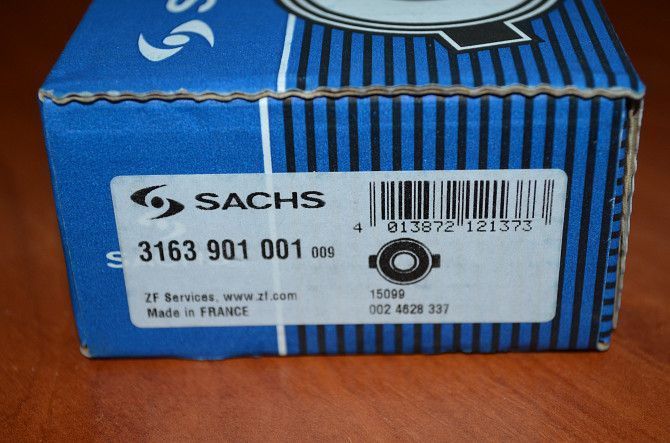 S
SACHS
4 013872 121373
3163 901 001 009
S
ZF Services, www.zf.com
Made in FRANCE
15099
002 4628 337